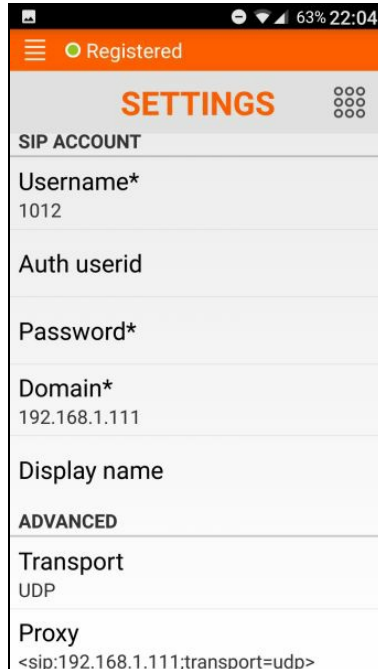 63% 22:04
Registered
SETTINGS
SIP ACCOUNT
Username*
1012
Auth userid
Password*
Domain*
192.168.1.111
Display name
ADVANCED
Transport
UDP
Proxy
<sip:192.168.1.111;transport=udp>